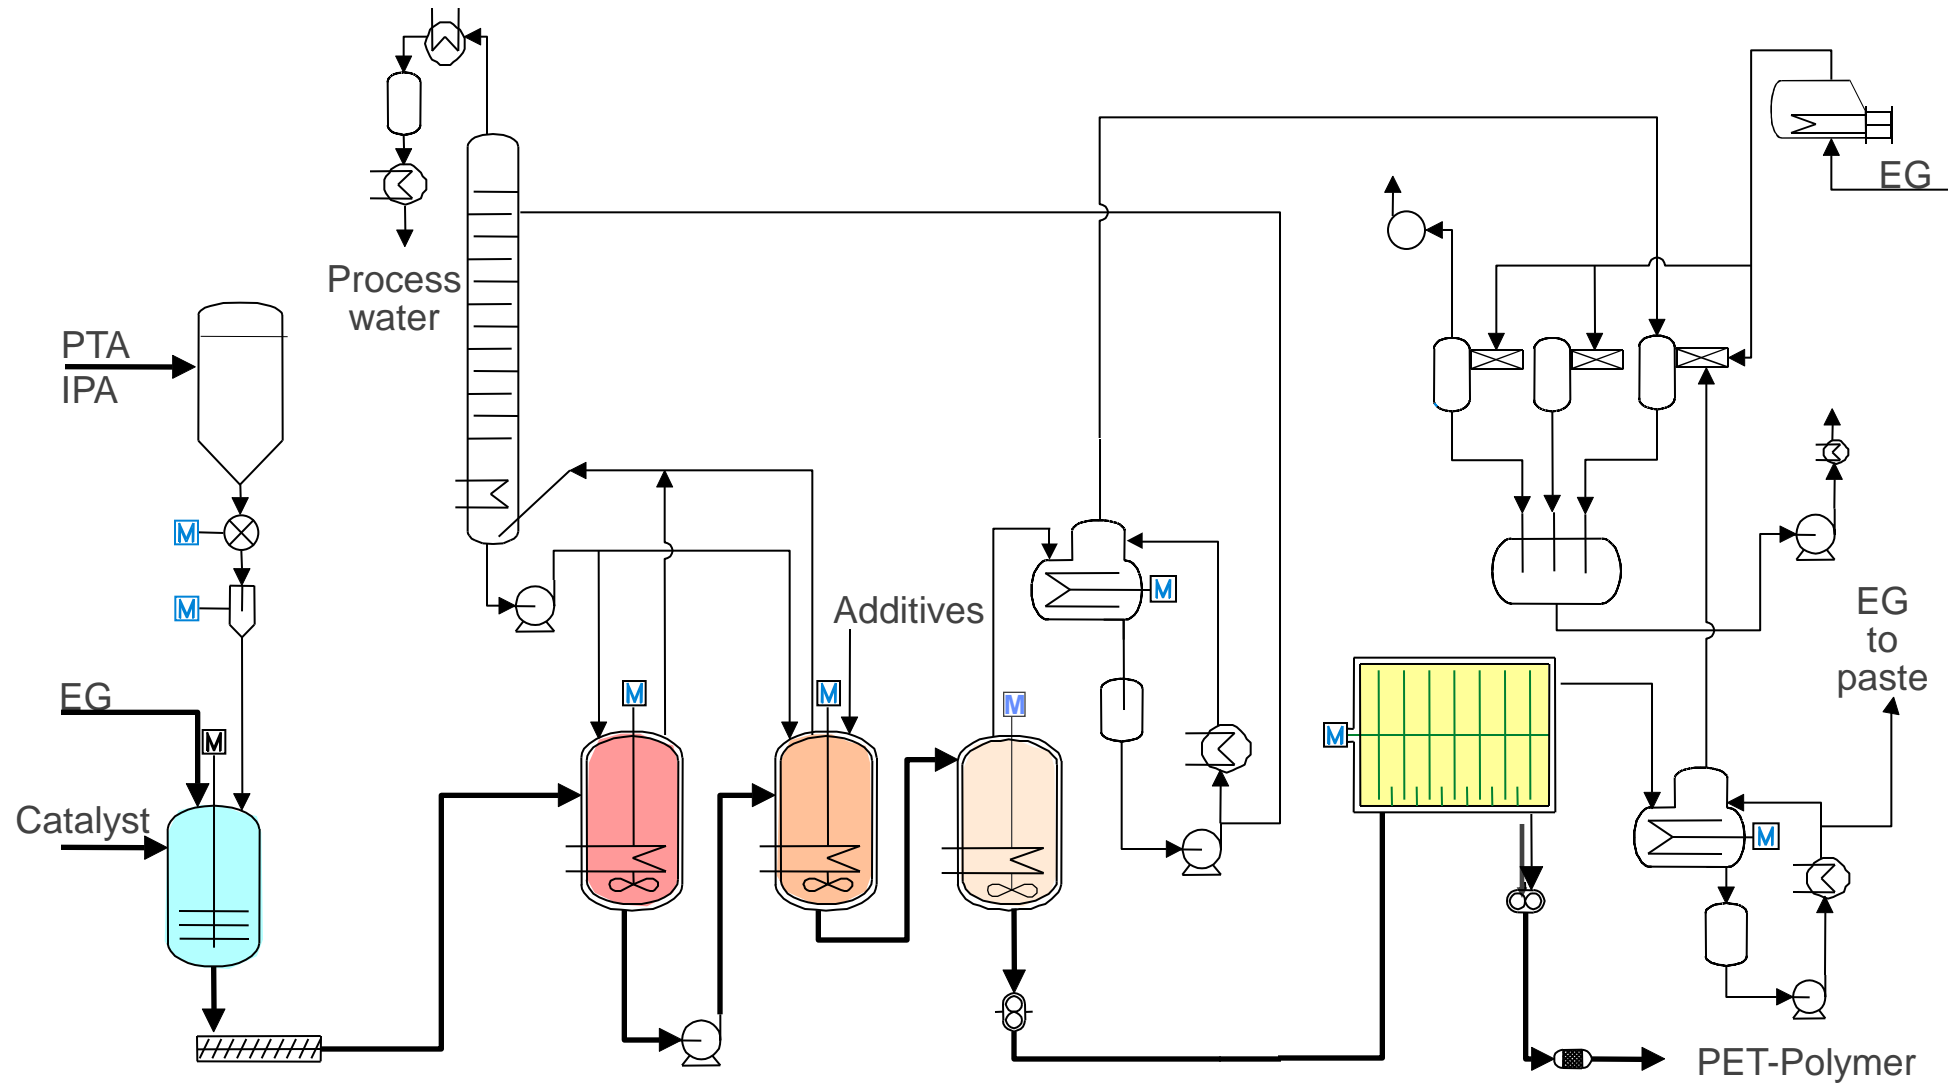 EG
Process
water
PTA
IPA
M
M
Additives
M
EG
to
paste
EG
M
M
M
M
M
M
Catalyst
M
PET-Polymer